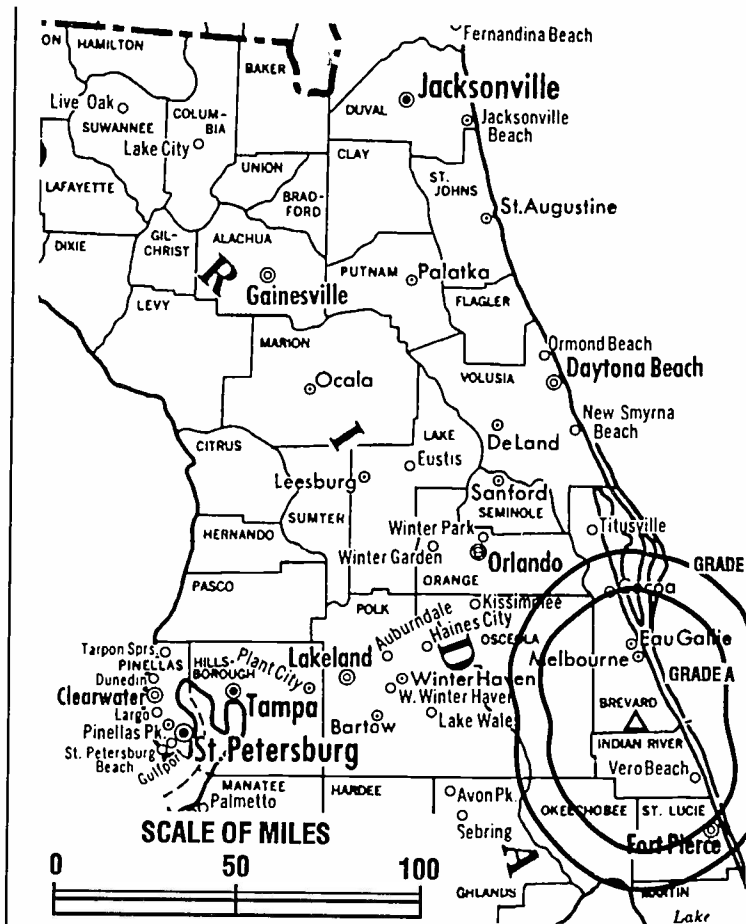 Fernandina Beach
ON
HAMILTON
BAKER
Jacksonville
DUVAL
Jacksonville
Beach
Live Oak
SUWANNEE
COLUM-
BIA
Lake City
CLAY
UNION
ST.
JOHNS
LAFAYETTE
BRAD-
FORD
St. Augustine
DIXIE
GIL-
CHRIST
ALACHUA
R
PUTNAM
Palatka
Gainesville
FLAGLER
LEVY
MARION
Ormond Beach
Daytona Beach
VOLUSIA
Ocala
New Smyrna
Beach
I
CITRUS
LAKE
DeLand
Eustis
Leesburg
Sanford
SEMINOLE
SUMTER
HERNANDO
Winter Park
Titusville
Winter Garden
Orlando
ORANGE
GRADE
PASCO
Kissimmee
Cocoa
POLK
Auburndale
Haines City
OSCEOLA
Eau Gallie
Melbourne
GRADE A
Tarpon Sprs.
PINELLAS
HILLS-
BOROUGH
Plant City
Lakeland
D
Dunedin
Clearwater
Tampa
Winter Haven
W. Winter Haven
BREVARD
Largo
Bartow
Lake Wale
Pinellas Pk.
St. Petersburg
St. Petersburg
Beach
Gulfport
INDIAN RIVER
Vero Beach
MANATEE
HARDEE
Palmetto
Avon Pk.
OKEECHOBEE
ST. LUCIE
Sebring
Fort Pierce
SCALE OF MILES
0
50
100
A
GHLANDS
MARTIN
Lake